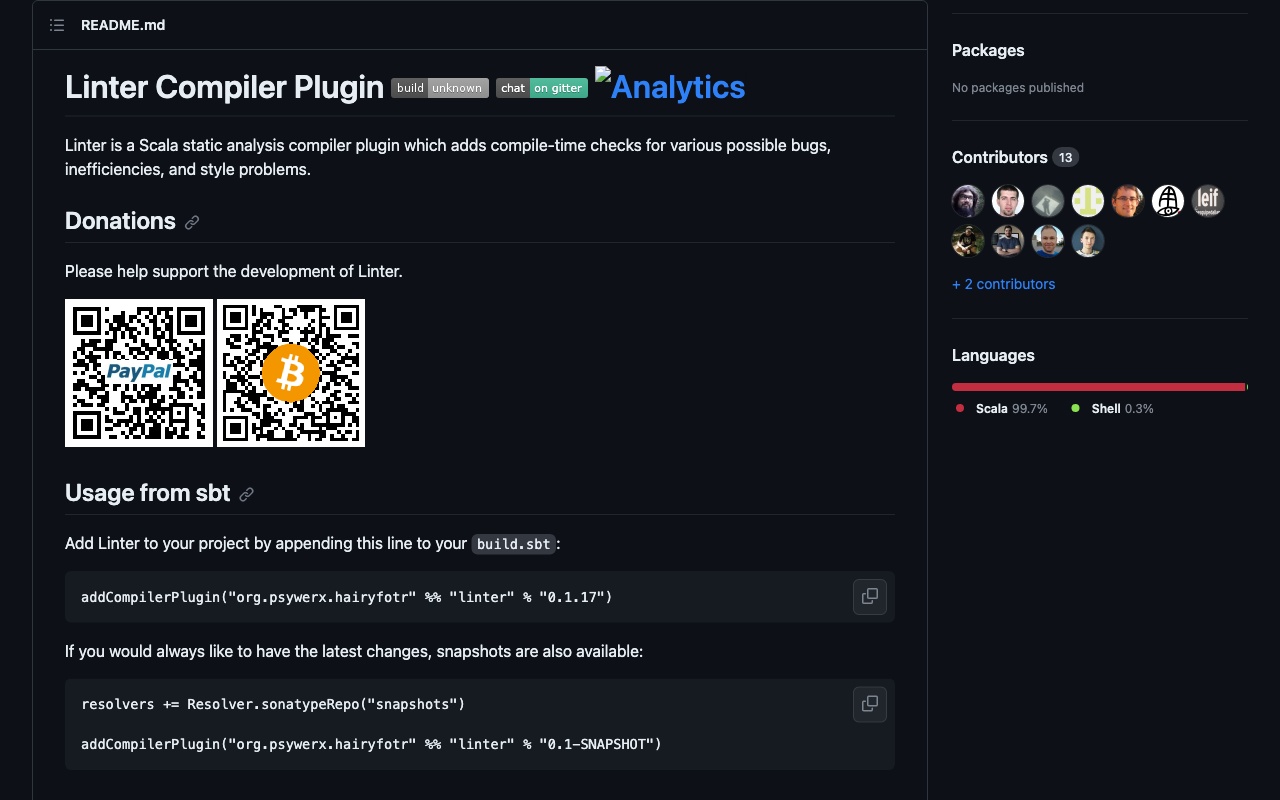 README.md
Linter Compiler Plugin build unknown chat on gitter Analytics
Linter is a Scala static analysis compiler plugin which adds compile-time checks for various possible bugs,
inefficiencies, and style problems.
Donations
Please help support the development of Linter.
PayPal
Usage from sbt
Add Linter to your project by appending this line to your build.sbt:
addCompilerPlugin("org.psywerx.hairyfotr" %% "linter" % "0.1.17")
If you would always like to have the latest changes, snapshots are also available:
resolvers += Resolver.sonatypeRepo("snapshots")
addCompilerPlugin("org.psywerx.hairyfotr" %% "linter" % "0.1-SNAPSHOT")
Packages
No packages published
Contributors 13
leif
+ 2 contributors
Languages
Scala 99.7% Shell 0.3%